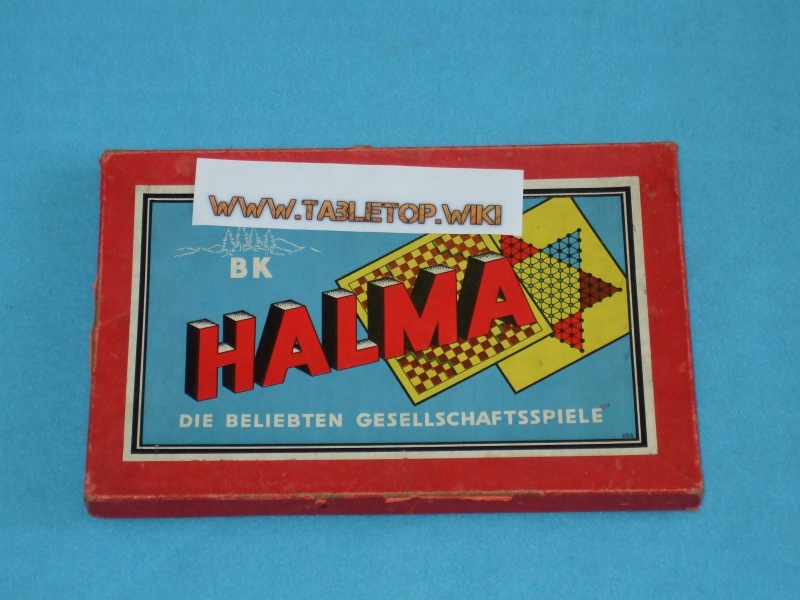 WWW.TABLETOP.WIKI
BK
HALMA
DIE BELIEBTEN GESELLSCHAFTSSPIELE